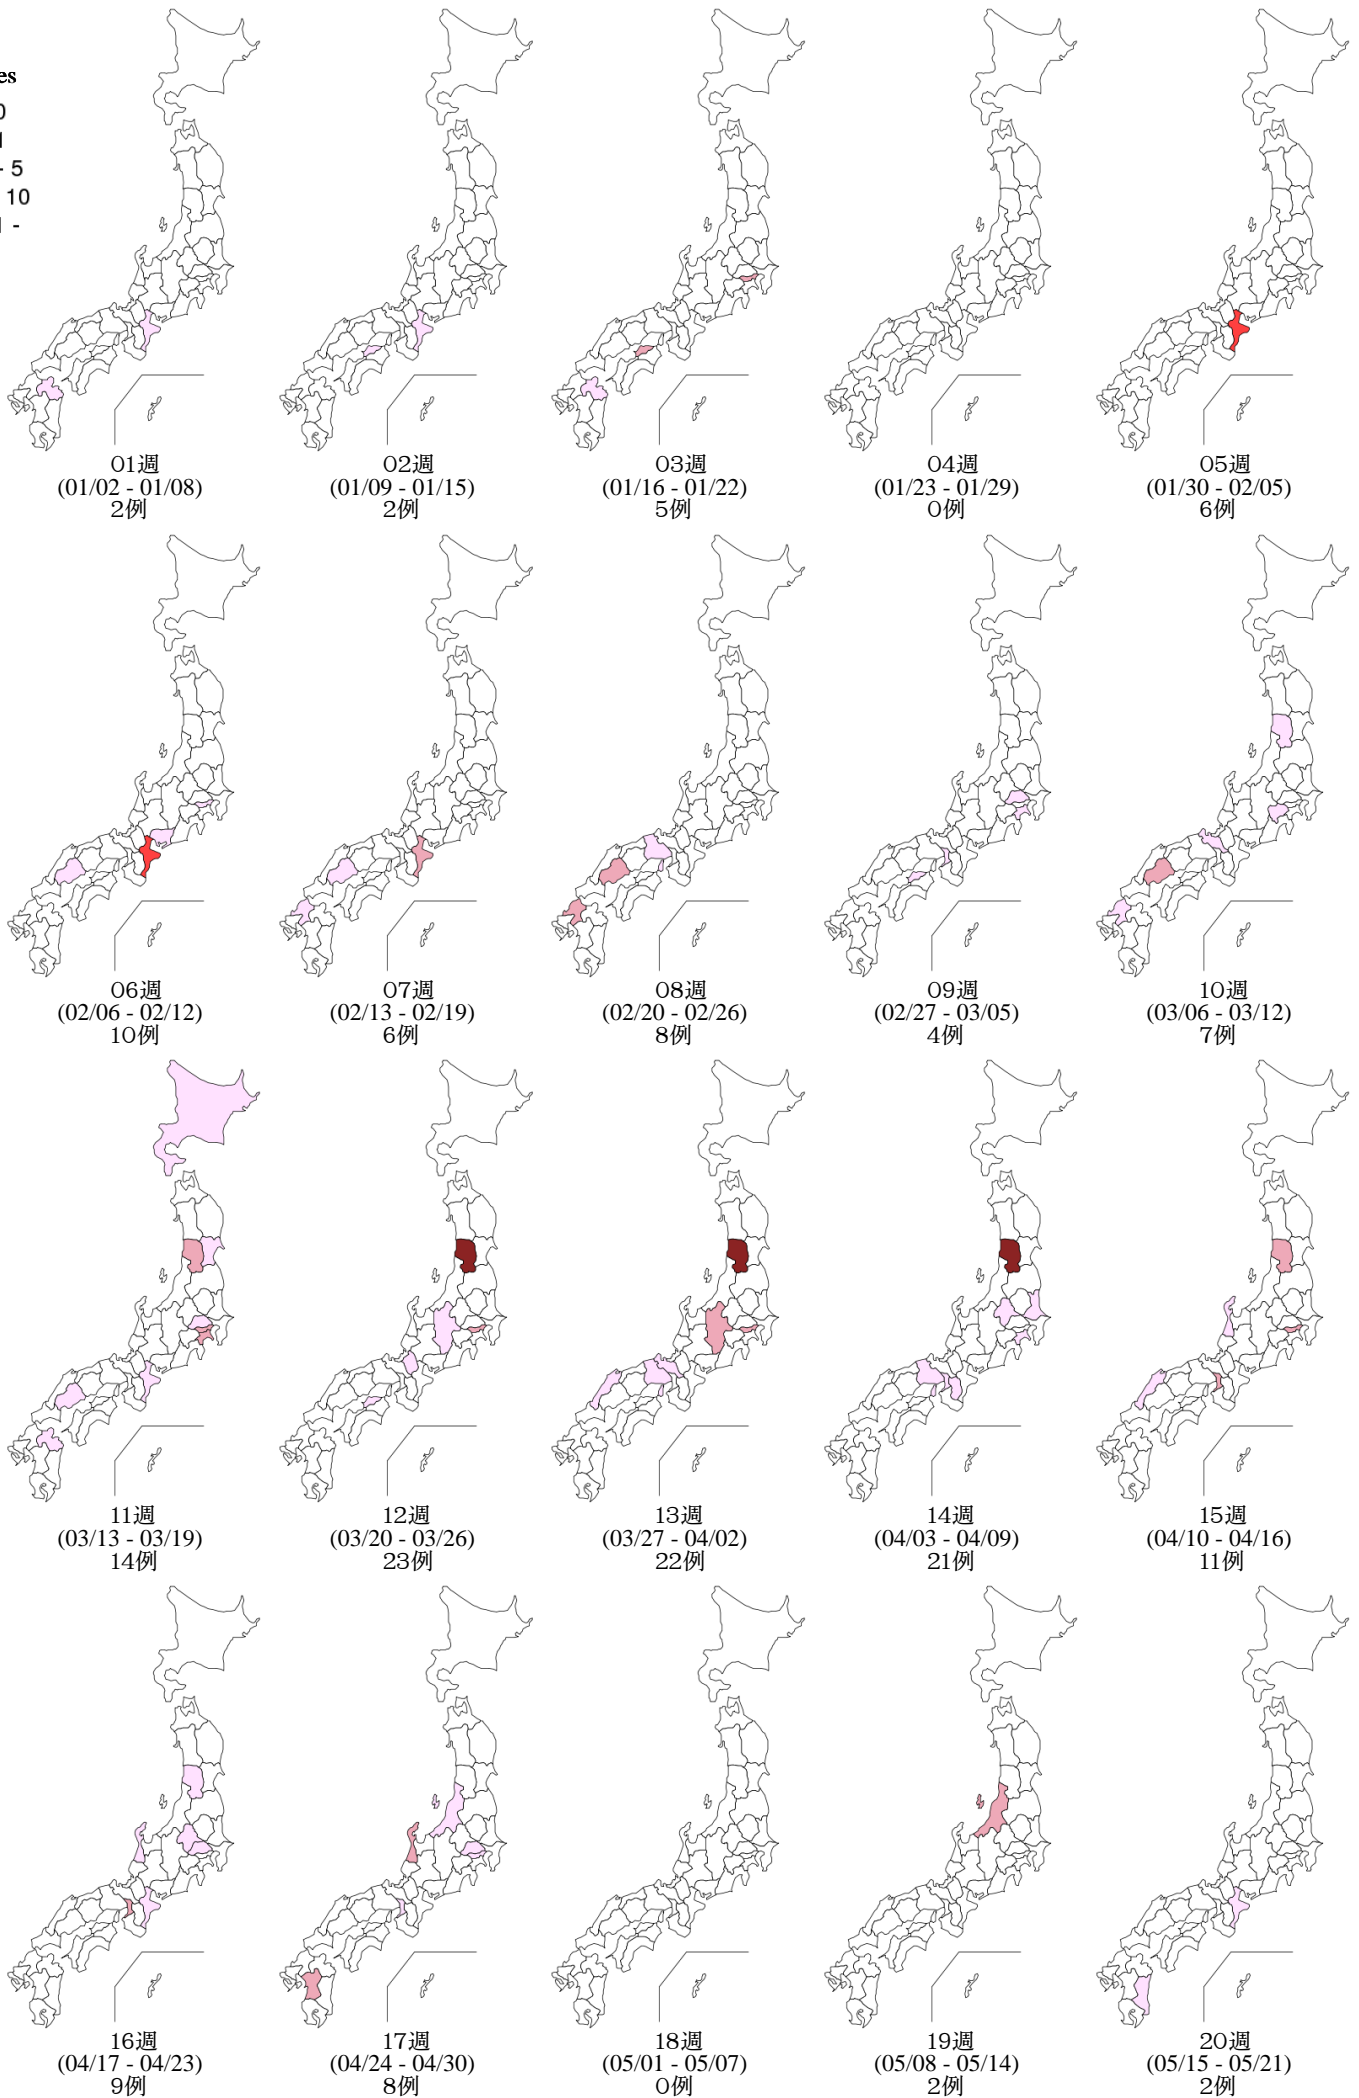 es
0
1
- 5
10
1 -
01週
(01/02 - 01/08)
2例
02週
(01/09 - 01/15)
2例
03週
(01/16 - 01/22)
5例
04週
(01/23 - 01/29)
0例
05週
(01/30 - 02/05)
6例
06週
(02/06 - 02/12)
10例
07週
(02/13 - 02/19)
6例
08週
(02/20 - 02/26)
8例
09週
(02/27 - 03/05)
4例
10週
(03/06 - 03/12)
7例
11週
(03/13 - 03/19)
14例
12週
(03/20 - 03/26)
23例
13週
(03/27 - 04/02)
22例
14週
(04/03 - 04/09)
21例
15週
(04/10 - 04/16)
11例
16週
(04/17 - 04/23)
9例
17週
(04/24 - 04/30)
8例
18週
(05/01 - 05/07)
0例
19週
(05/08 - 05/14)
2例
20週
(05/15 - 05/21)
2例